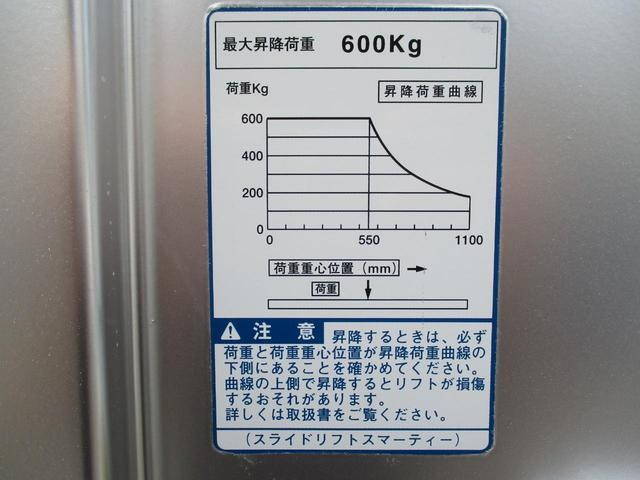 最大昇降荷重 600Kg
荷重Kg
昇降荷重曲線
600
400
200
0
0 550 1100
荷重重心位置(mm)→
荷重
⚠注意 昇降するときは、必ず
荷重と荷重重心位置が昇降荷重曲線の
下側にあることを確かめてください。
曲線の上側で昇降するとリフトが損傷
するおそれがあります。
詳しくは取扱書をご覧ください。
(スライドリフトスマーティー)